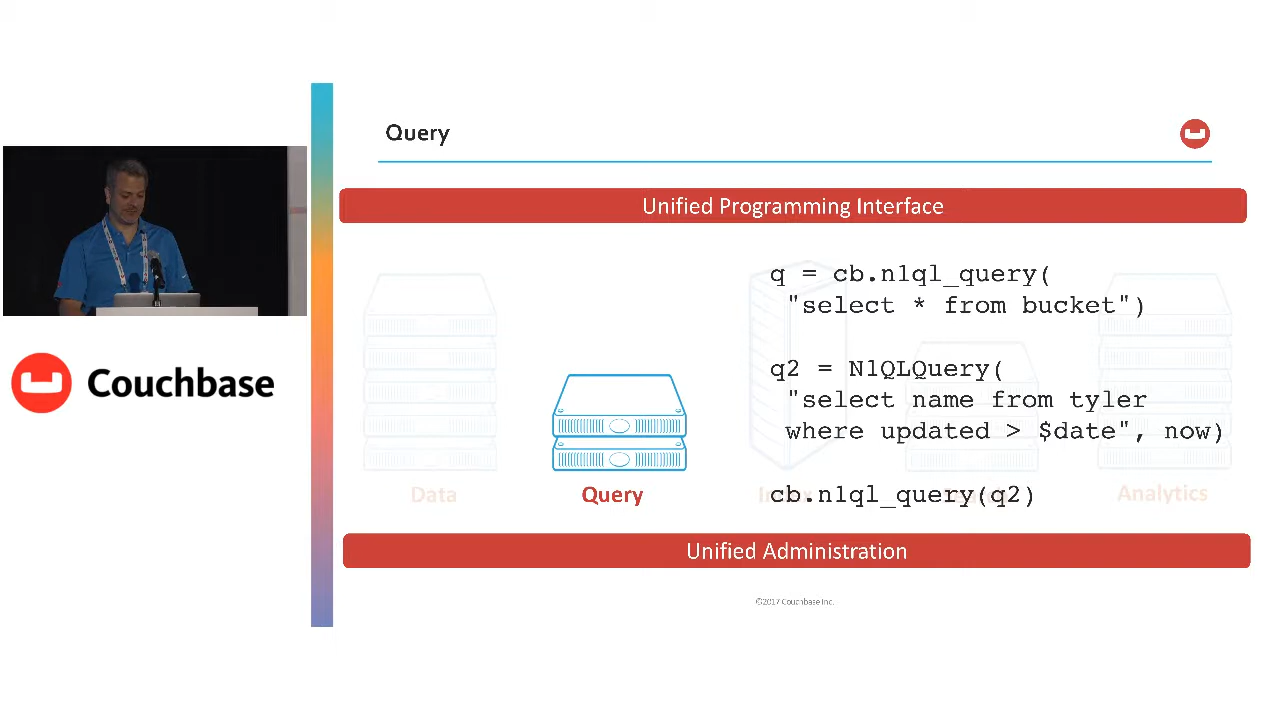 Query
Unified Programming Interface
q = cb.n1ql_query(
"select * from bucket")
q2 = N1QLQuery(
"select name from tyler
where updated > $date", now)
cb.n1ql_query(q2)
Data
Query
Analytics
Unified Administration
©2017 Couchbase Inc.
Couchbase